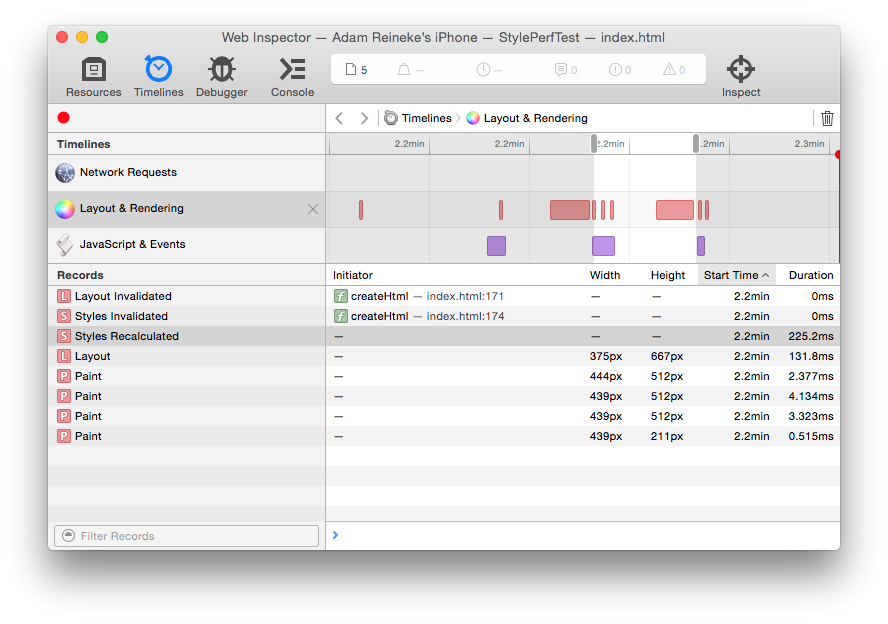 Web Inspector — Adam Reineke's iPhone — StylePerfTest — index.html
5 — — 0 0 0
Resources Timelines Debugger Console Inspect
Timelines Layout & Rendering
Timelines 2.2min 2.2min 2.2min .2min 2.3min
Network Requests
Layout & Rendering
JavaScript & Events
Records Initiator Width Height Start Time Duration
L Layout Invalidated f createHtml — index.html:171 — — 2.2min 0ms
S Styles Invalidated f createHtml — index.html:174 — — 2.2min 0ms
S Styles Recalculated — — — 2.2min 225.2ms
L Layout — 375px 667px 2.2min 131.8ms
P Paint — 444px 512px 2.2min 2.377ms
P Paint — 439px 512px 2.2min 4.134ms
P Paint — 439px 512px 2.2min 3.323ms
P Paint — 439px 211px 2.2min 0.515ms
Filter Records